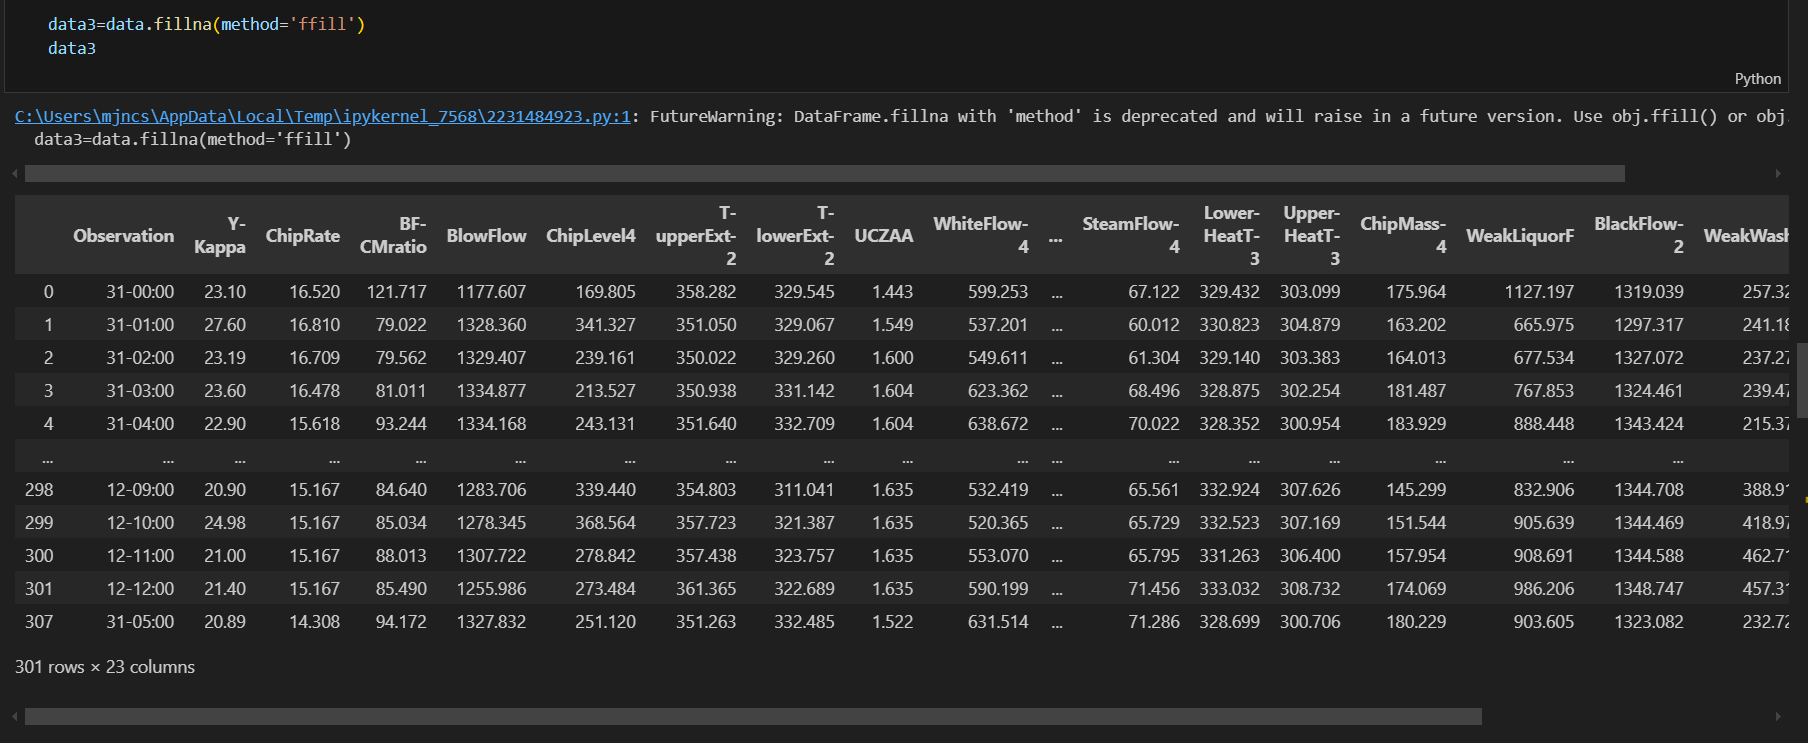 data3=data.fillna(method='ffill')
data3
Python
C:\Users\mjncs\AppData\Local\Temp\ipykernel_7568\2231484923.py:1: FutureWarning: DataFrame.fillna with 'method' is deprecated and will raise in a future version. Use obj.ffill() or obj.
data3=data.fillna(method='ffill')
Observation Y-Kappa ChipRate BF-CMratio BlowFlow ChipLevel4 T-upperExt-2 T-lowerExt-2 UCZAA WhiteFlow-4 ... SteamFlow-4 Lower-HeatT-3 Upper-HeatT-3 ChipMass-4 WeakLiquorF BlackFlow-2 WeakWash
0 31-00:00 23.10 16.520 121.717 1177.607 169.805 358.282 329.545 1.443 599.253 ... 67.122 329.432 303.099 175.964 1127.197 1319.039 257.32
1 31-01:00 27.60 16.810 79.022 1328.360 341.327 351.050 329.067 1.549 537.201 ... 60.012 330.823 304.879 163.202 665.975 1297.317 241.18
2 31-02:00 23.19 16.709 79.562 1329.407 239.161 350.022 329.260 1.600 549.611 ... 61.304 329.140 303.383 164.013 677.534 1327.072 237.27
3 31-03:00 23.60 16.478 81.011 1334.877 213.527 350.938 331.142 1.604 623.362 ... 68.496 328.875 302.254 181.487 767.853 1324.461 239.47
4 31-04:00 22.90 15.618 93.244 1334.168 243.131 351.640 332.709 1.604 638.672 ... 70.022 328.352 300.954 183.929 888.448 1343.424 215.37
... ... ... ... ... ... ... ... ... ... ... ... ... ... ... ... ... ...
298 12-09:00 20.90 15.167 84.640 1283.706 339.440 354.803 311.041 1.635 532.419 ... 65.561 332.924 307.626 145.299 832.906 1344.708 388.91
299 12-10:00 24.98 15.167 85.034 1278.345 368.564 357.723 321.387 1.635 520.365 ... 65.729 332.523 307.169 151.544 905.639 1344.469 418.97
300 12-11:00 21.00 15.167 88.013 1307.722 278.842 357.438 323.757 1.635 553.070 ... 65.795 331.263 306.400 157.954 908.691 1344.588 462.71
301 12-12:00 21.40 15.167 85.490 1255.986 273.484 361.365 322.689 1.635 590.199 ... 71.456 333.032 308.732 174.069 986.206 1348.747 457.31
307 31-05:00 20.89 14.308 94.172 1327.832 251.120 351.263 332.485 1.522 631.514 ... 71.286 328.699 300.706 180.229 903.605 1323.082 232.72
301 rows × 23 columns